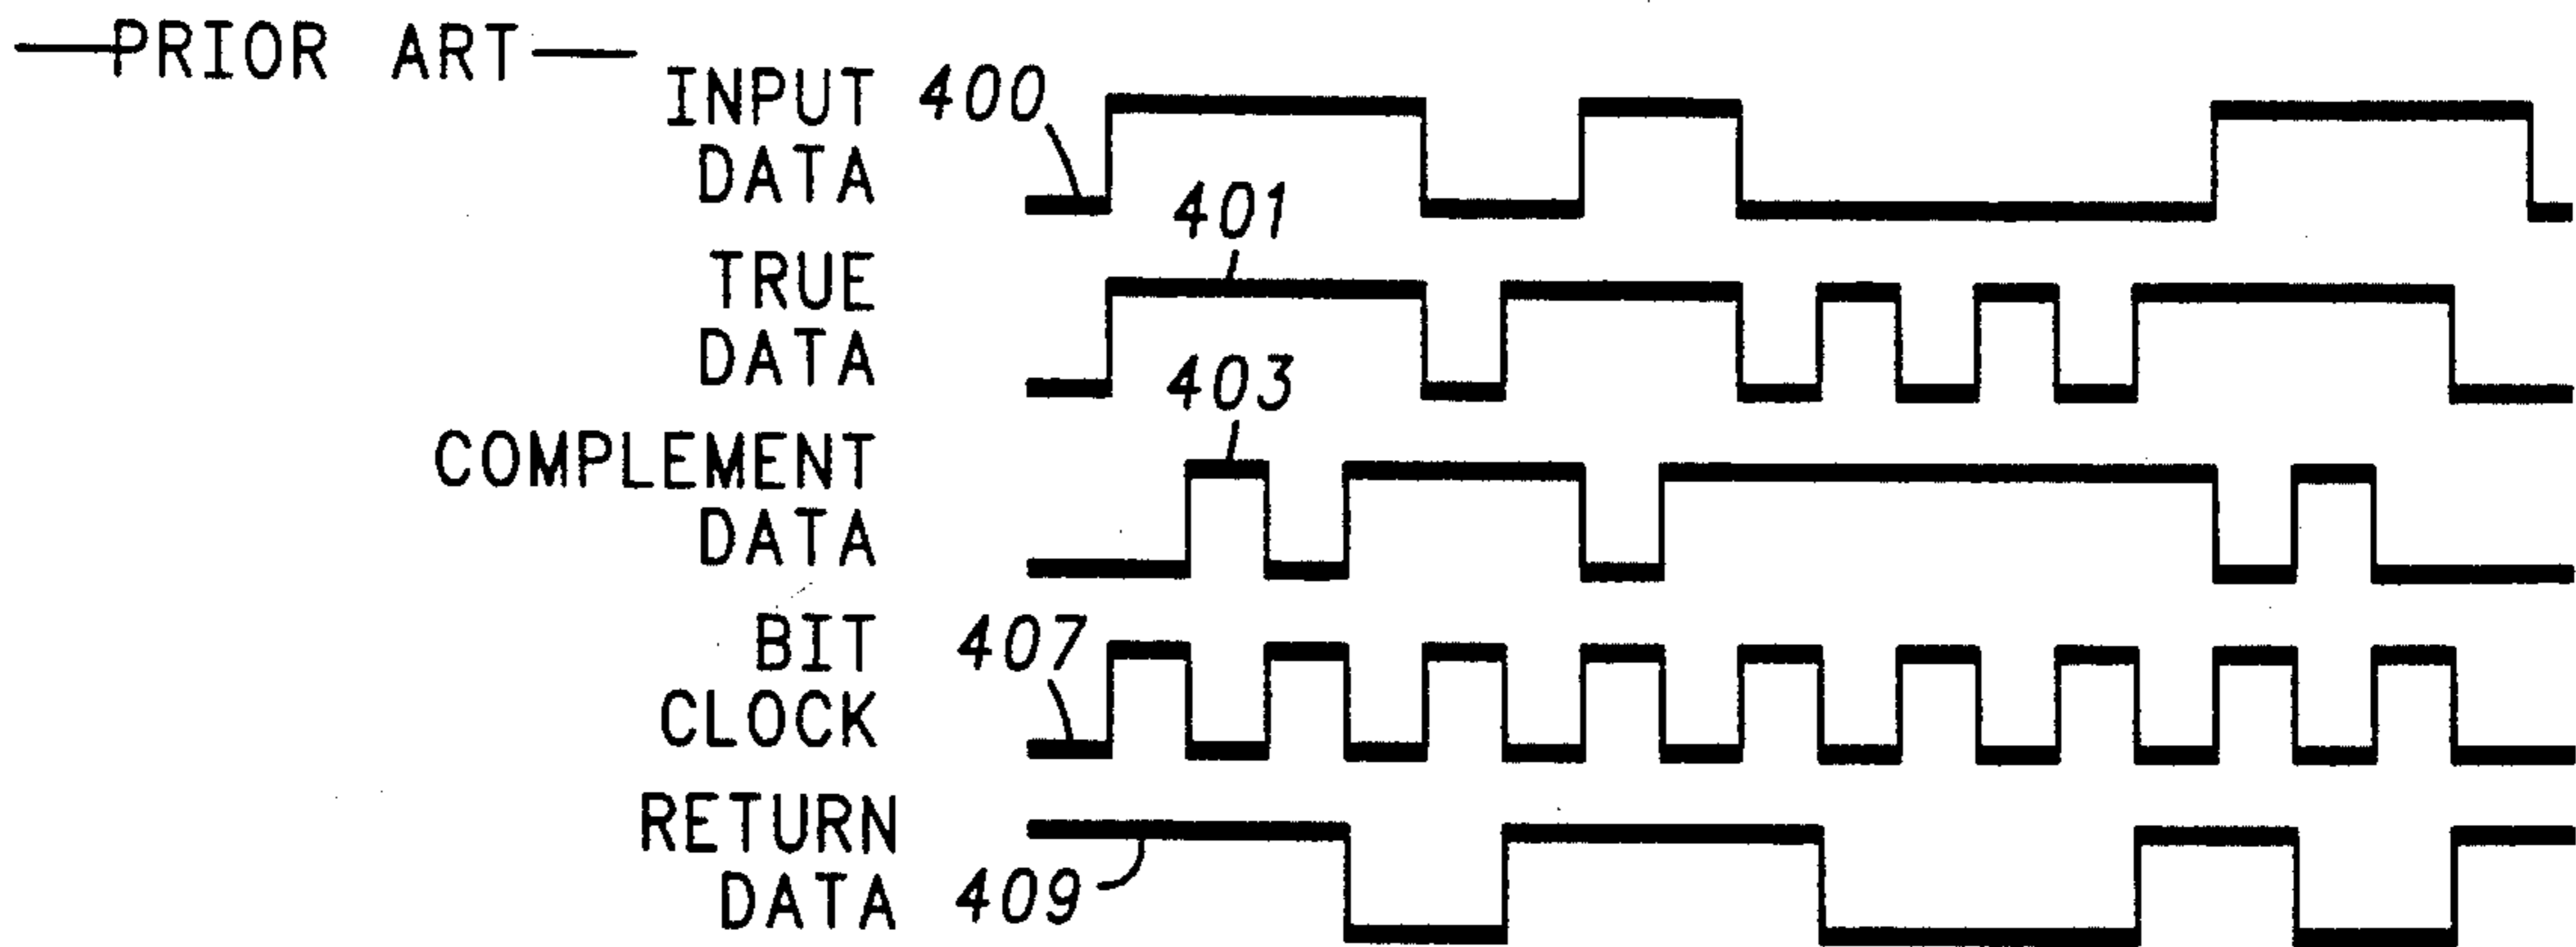 —PRIOR ART—
INPUT 400
DATA
401
TRUE
DATA
403
COMPLEMENT
DATA
BIT 407
CLOCK
RETURN
DATA 409